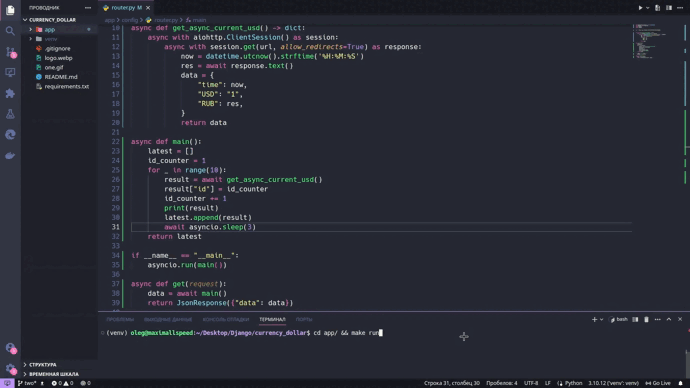 ПРОВОДНИК
router.py M
CURRENCY_DOLLAR
app
venv
.gitignore
logo.webp
one.gif
README.md
requirements.txt
СТРУКТУРА
ВРЕМЕННАЯ ШКАЛА
app > config > router.py > main
10 async def get_async_current_usd() -> dict:
11 async with aiohttp.ClientSession() as session:
12 async with session.get(url, allow_redirects=True) as response:
13 now = datetime.utcnow().strftime('%H:%M:%S')
14 res = await response.text()
15 data = {
16 "time": now,
17 "USD": "1",
18 "RUB": res,
19 }
20 return data
21
22 async def main():
23 latest = []
24 id_counter = 1
25 for _ in range(10):
26 result = await get_async_current_usd()
27 result["id"] = id_counter
28 id_counter += 1
29 print(result)
30 latest.append(result)
31 await asyncio.sleep(3)
32 return latest
33
34 if __name__ == "__main__":
35 asyncio.run(main())
36
37 async def get(request):
38 data = await main()
39 return JsonResponse({"data": data})
ПРОБЛЕМЫ ВЫХОДНЫЕ ДАННЫЕ КОНСОЛЬ ОТЛАДКИ ТЕРМИНАЛ ПОРТЫ
bash
(venv) oleg@maximallspeed:~/Desktop/Django/currency_dollar$ cd app/ && make run
two* 0 0 0 Строка 31, столбец 30 Пробелов: 4 UTF-8 LF Python 3.10.12 ('venv': venv) Go Live